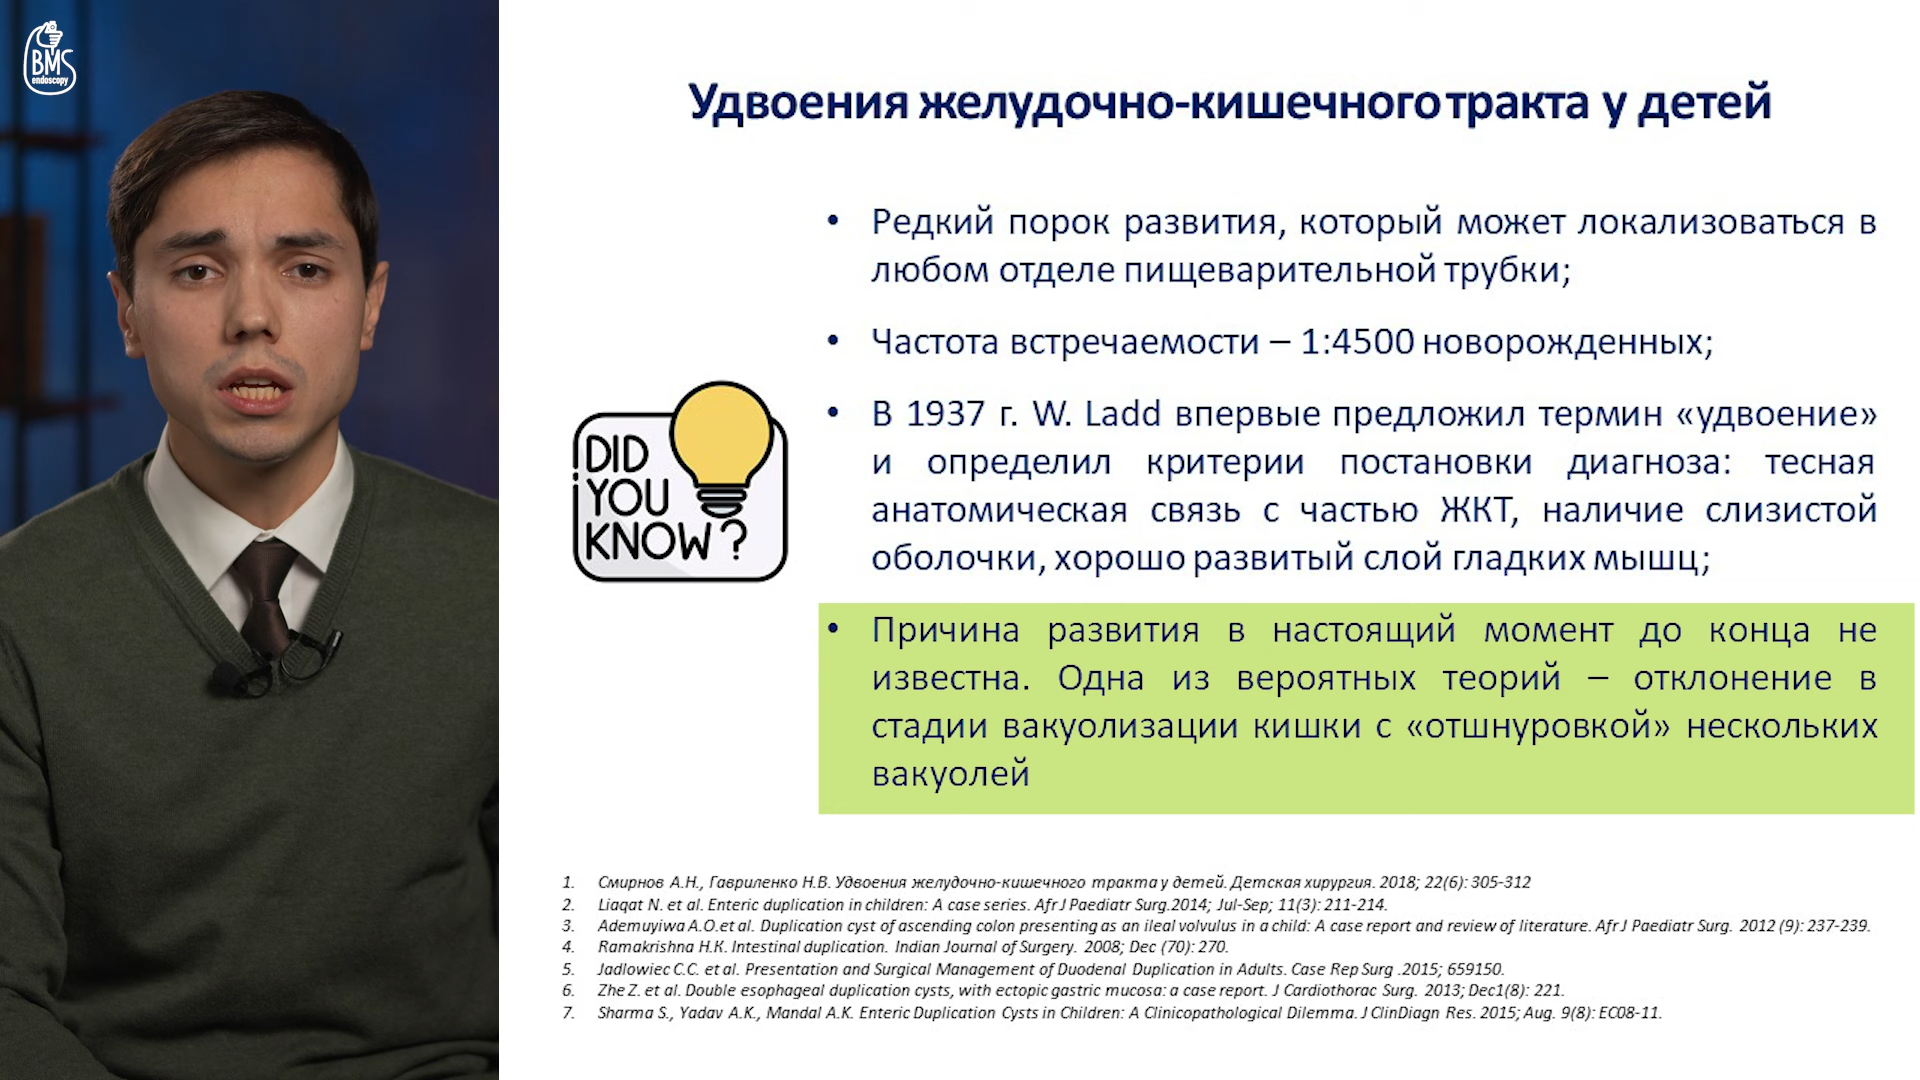 BMS
endoscopy
Удвоения желудочно-кишечного тракта у детей
• Редкий порок развития, который может локализоваться в
любом отделе пищеварительной трубки;
• Частота встречаемости – 1:4500 новорожденных;
• В 1937 г. W. Ladd впервые предложил термин «удвоение»
и определил критерии постановки диагноза: тесная
анатомическая связь с частью ЖКТ, наличие слизистой
оболочки, хорошо развитый слой гладких мышц;
• Причина развития в настоящий момент до конца не
известна. Одна из вероятных теорий – отклонение в
стадии вакуолизации кишки с «отшнуровкой» нескольких
вакуолей
DID
YOU
KNOW?
1. Смирнов А.Н., Гавриленко Н.В. Удвоения желудочно-кишечного тракта у детей. Детская хирургия. 2018; 22(6): 305-312
2. Liaqat N. et al. Enteric duplication in children: A case series. Afr J Paediatr Surg.2014; Jul-Sep; 11(3): 211-214.
3. Ademuyiwa A.O.et al. Duplication cyst of ascending colon presenting as an ileal volvulus in a child: A case report and review of literature. Afr J Paediatr Surg. 2012 (9): 237-239.
4. Ramakrishna H.K. Intestinal duplication. Indian Journal of Surgery. 2008; Dec (70): 270.
5. Jadlowiec C.C. et al. Presentation and Surgical Management of Duodenal Duplication in Adults. Case Rep Surg .2015; 659150.
6. Zhe Z. et al. Double esophageal duplication cysts, with ectopic gastric mucosa: a case report. J Cardiothorac Surg. 2013; Dec1(8): 221.
7. Sharma S., Yadav A.K., Mandal A.K. Enteric Duplication Cysts in Children: A Clinicopathological Dilemma. J ClinDiagn Res. 2015; Aug. 9(8): EC08-11.